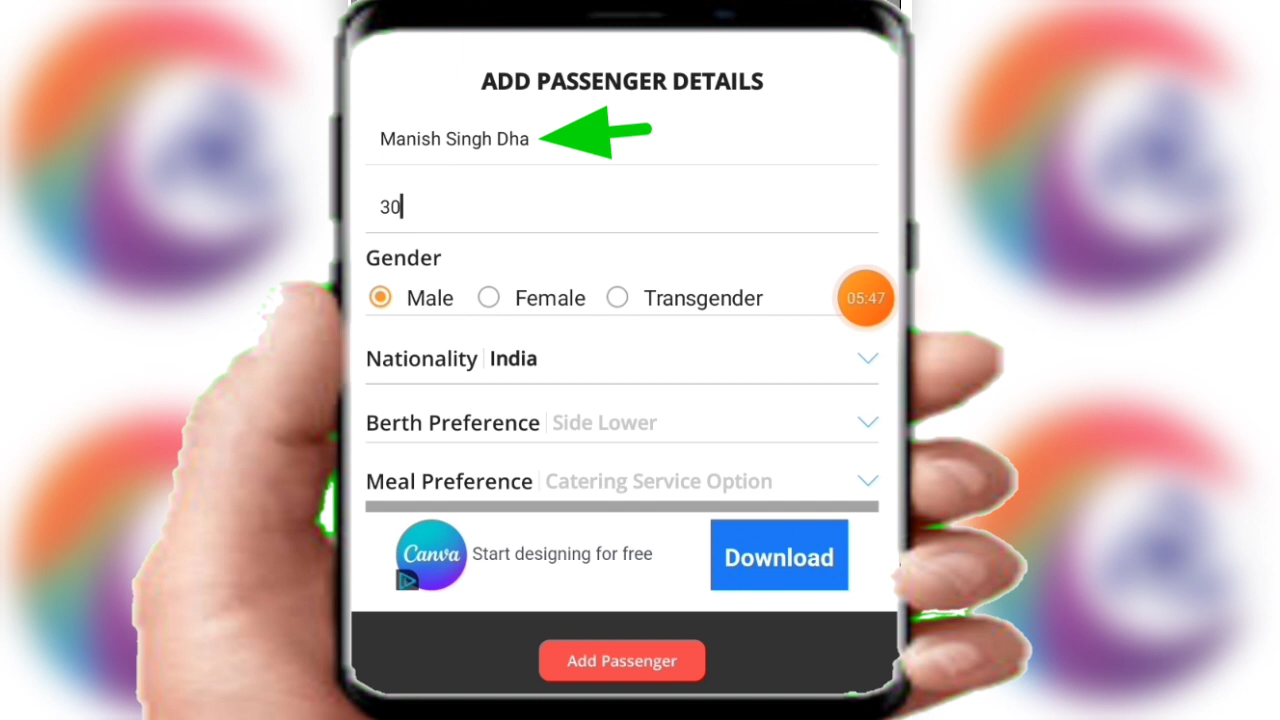 ADD PASSENGER DETAILS
Manish Singh Dha
30
Gender
Male Female Transgender
05:47
Nationality India
Berth Preference Side Lower
Meal Preference Catering Service Option
Canva Start designing for free Download
Add Passenger